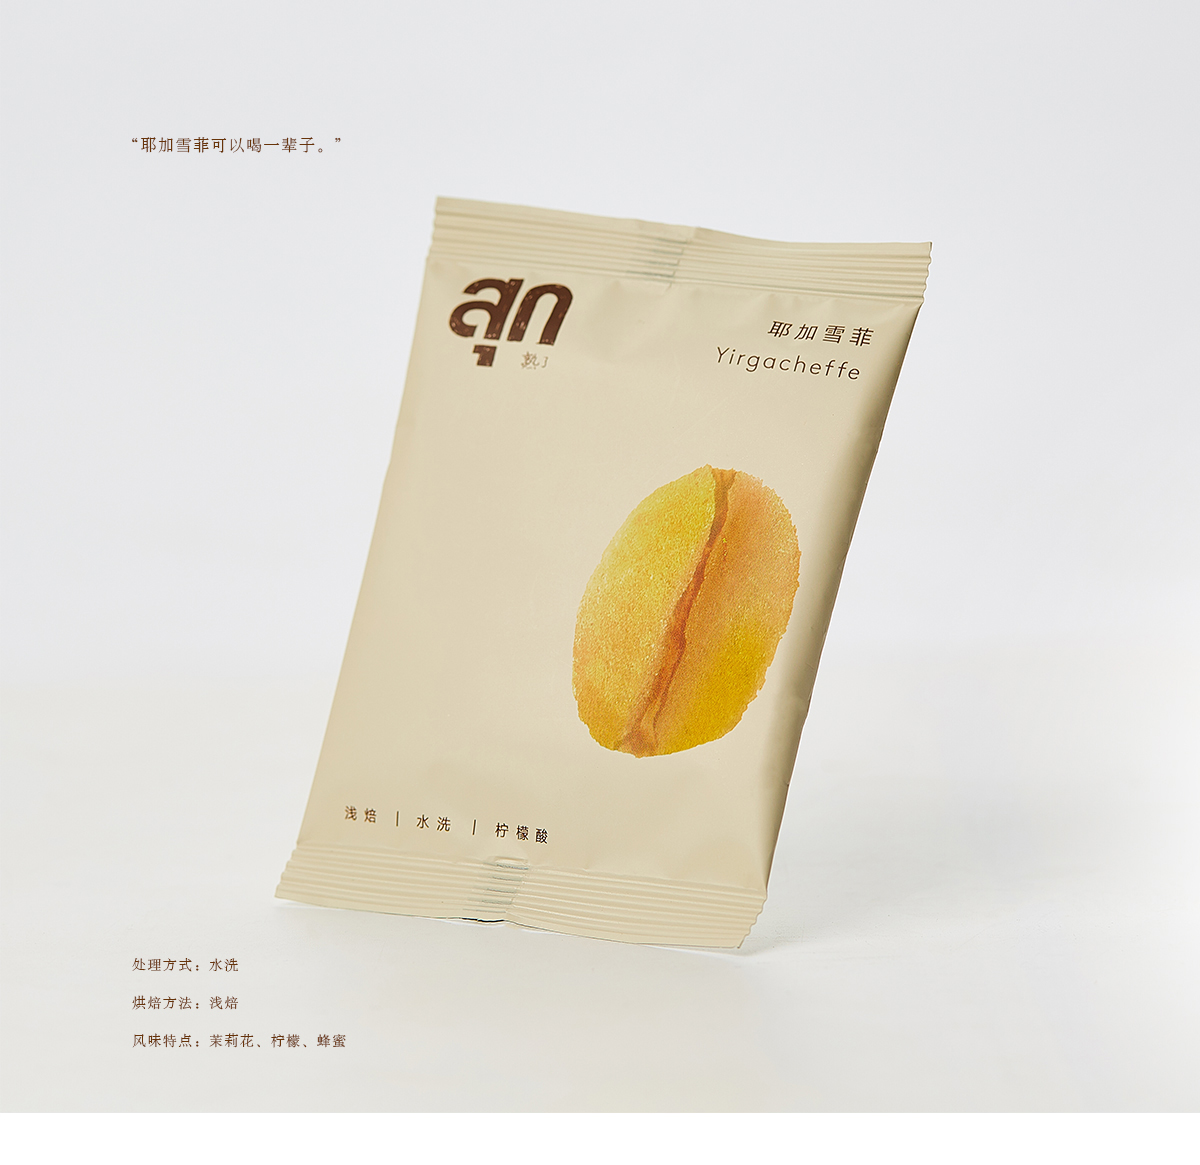 “耶加雪菲可以喝一辈子。”
สุก
熟了
耶加雪菲
Yirgacheffe
浅焙 | 水洗 | 柠檬酸
处理方式：水洗
烘焙方法：浅焙
风味特点：茉莉花、柠檬、蜂蜜